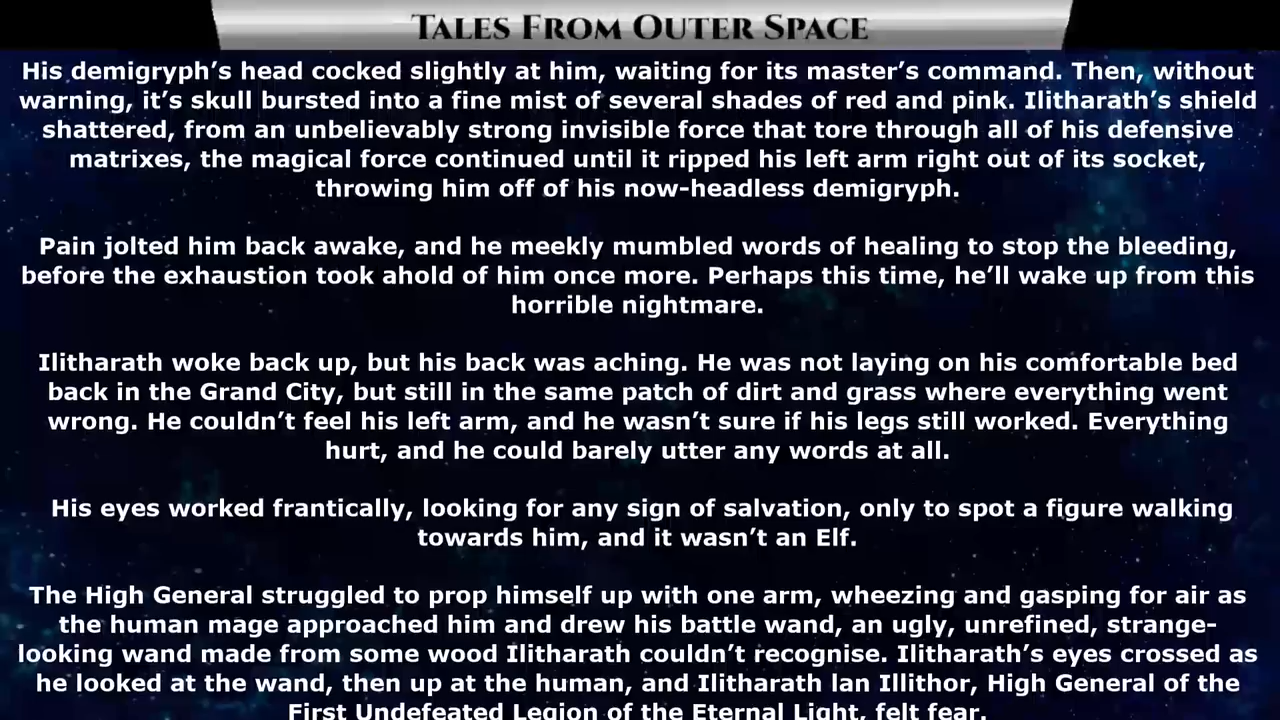 Tales From Outer Space
His demigryph’s head cocked slightly at him, waiting for its master’s command. Then, without
warning, it’s skull bursted into a fine mist of several shades of red and pink. Ilitharath’s shield
shattered, from an unbelievably strong invisible force that tore through all of his defensive
matrixes, the magical force continued until it ripped his left arm right out of its socket,
throwing him off of his now-headless demigryph.
Pain jolted him back awake, and he meekly mumbled words of healing to stop the bleeding,
before the exhaustion took ahold of him once more. Perhaps this time, he’ll wake up from this
horrible nightmare.
Ilitharath woke back up, but his back was aching. He was not laying on his comfortable bed
back in the Grand City, but still in the same patch of dirt and grass where everything went
wrong. He couldn’t feel his left arm, and he wasn’t sure if his legs still worked. Everything
hurt, and he could barely utter any words at all.
His eyes worked frantically, looking for any sign of salvation, only to spot a figure walking
towards him, and it wasn’t an Elf.
The High General struggled to prop himself up with one arm, wheezing and gasping for air as
the human mage approached him and drew his battle wand, an ugly, unrefined, strange-
looking wand made from some wood Ilitharath couldn’t recognise. Ilitharath’s eyes crossed as
he looked at the wand, then up at the human, and Ilitharath lan Illithor, High General of the
First Undefeated Legion of the Eternal Light, felt fear.